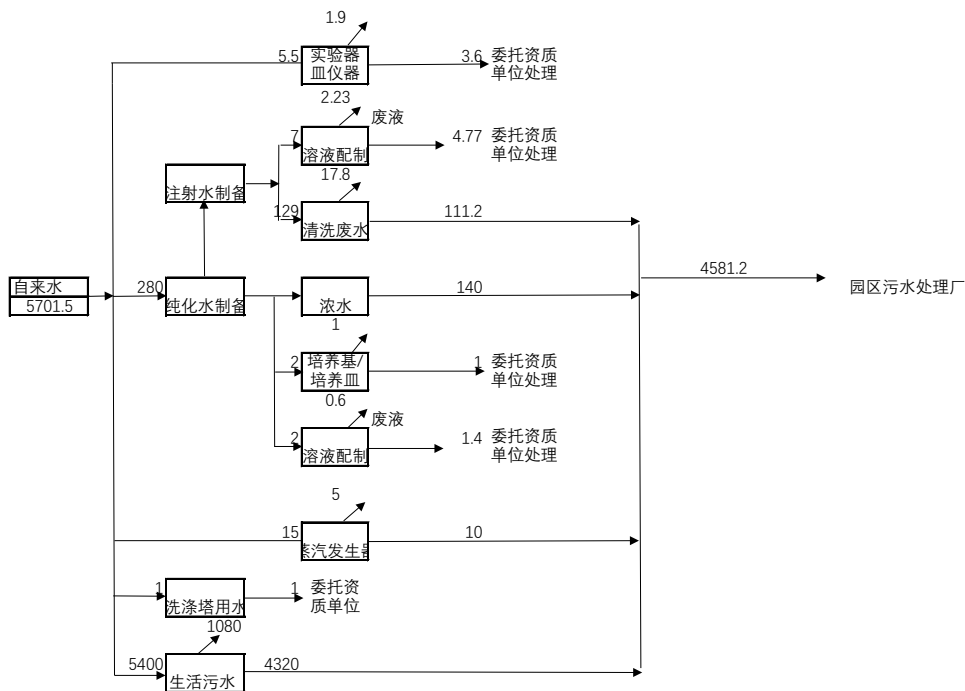 1.9
5.5
实验器
皿仪器
3.6
委托资质
单位处理
2.23
废液
7
溶液配制
4.77
委托资质
单位处理
17.8
注射水制备
129
清洗废水
111.2
4581.2
园区污水处理厂
自来水
5701.5
280
纯化水制备
浓水
140
1
2
培养基/
培养皿
1
委托资质
单位处理
0.6
废液
2
溶液配制
1.4
委托资质
单位处理
5
15
蒸汽发生器
10
1
洗涤塔用水
1
委托资
质单位
1080
5400
生活污水
4320